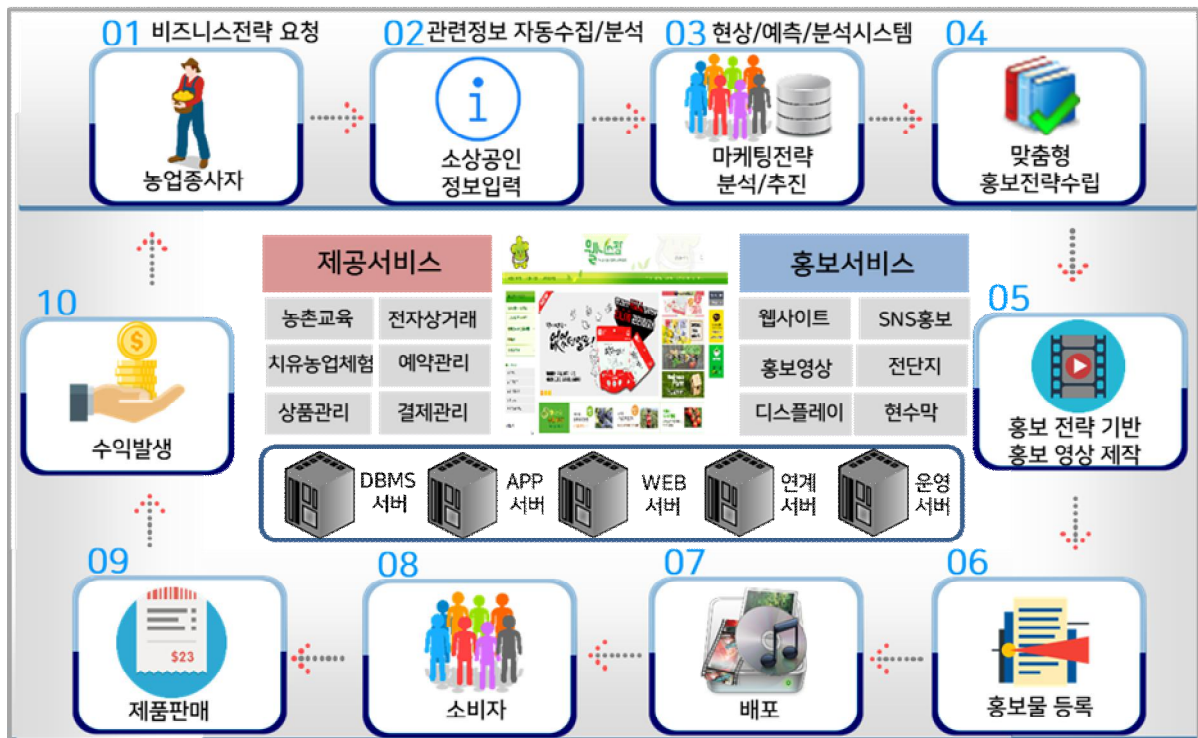 01 비즈니스전략 요청
농업종사자
02 관련정보 자동수집/분석
소상공인
정보입력
03 현상/예측/분석시스템
마케팅전략
분석/추진
04
맞춤형
홍보전략수립
제공서비스
농촌교육 전자상거래
치유농업체험 예약관리
상품관리 결제관리
홍보서비스
웹사이트 SNS홍보
홍보영상 전단지
디스플레이 현수막
DBMS
서버
APP
서버
WEB
서버
연계
서버
운영
서버
05
홍보 전략 기반
홍보 영상 제작
06
홍보물 등록
07
배포
08
소비자
09
$23
제품판매
10
수익발생